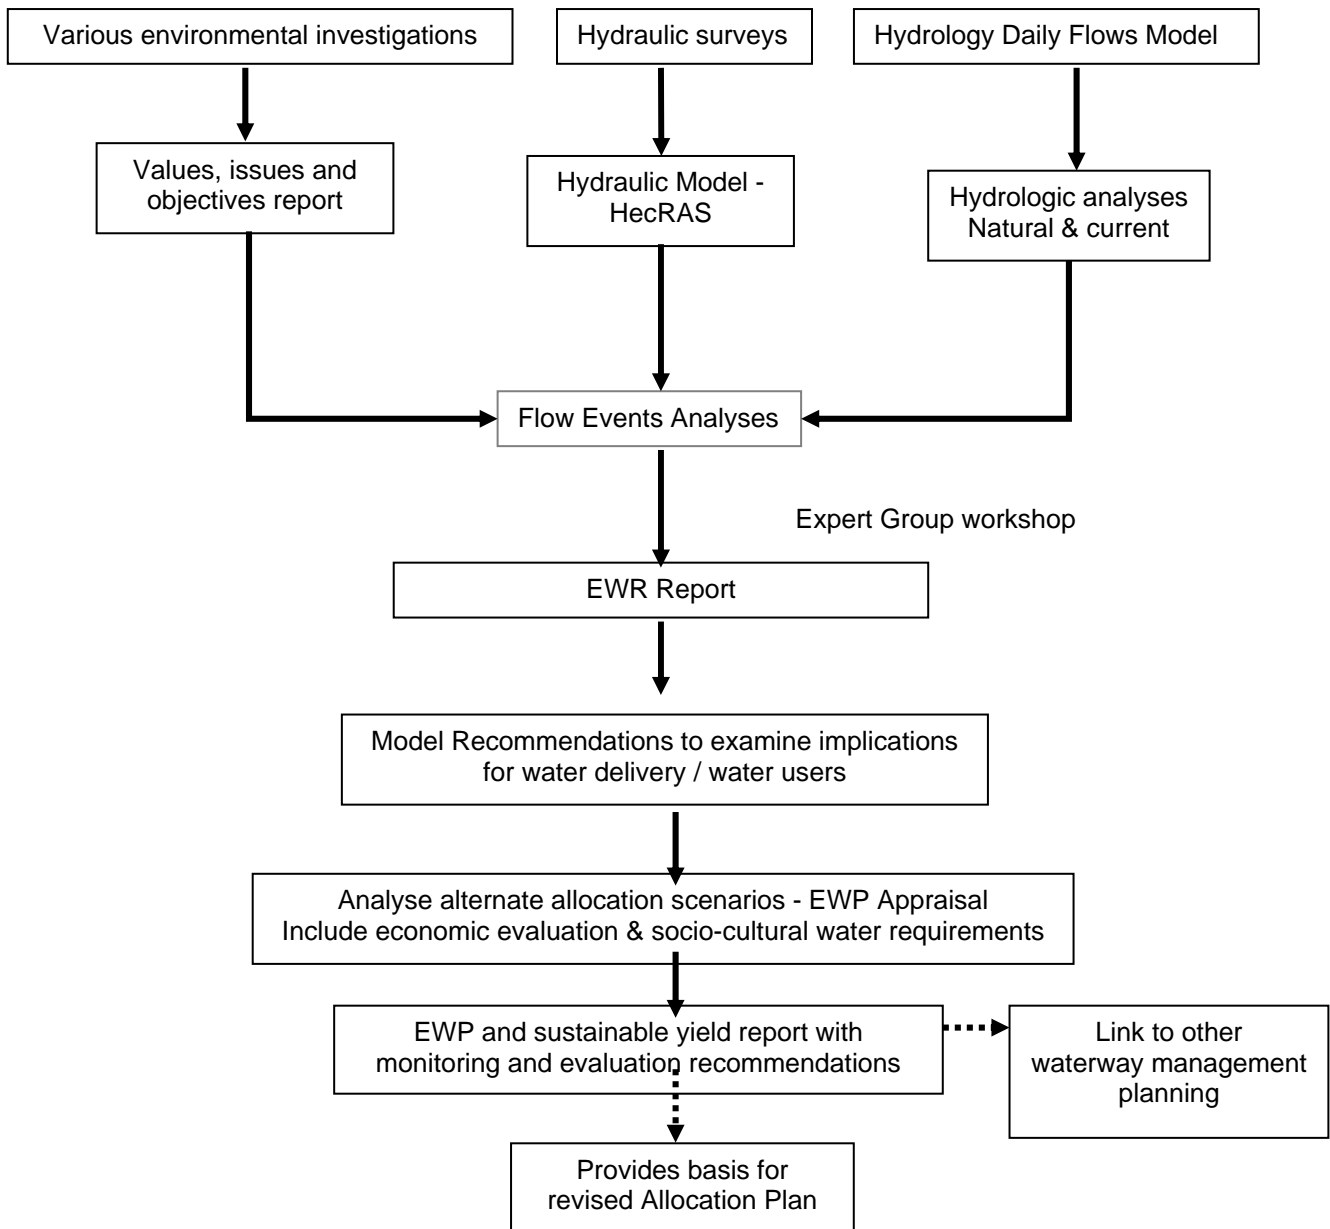 Various environmental investigations
Hydraulic surveys
Hydrology Daily Flows Model
Values, issues and
objectives report
Hydraulic Model -
HecRAS
Hydrologic analyses
Natural & current
Flow Events Analyses
Expert Group workshop
EWR Report
Model Recommendations to examine implications
for water delivery / water users
Analyse alternate allocation scenarios - EWP Appraisal
Include economic evaluation & socio-cultural water requirements
EWP and sustainable yield report with
monitoring and evaluation recommendations
Link to other
waterway management
planning
Provides basis for
revised Allocation Plan